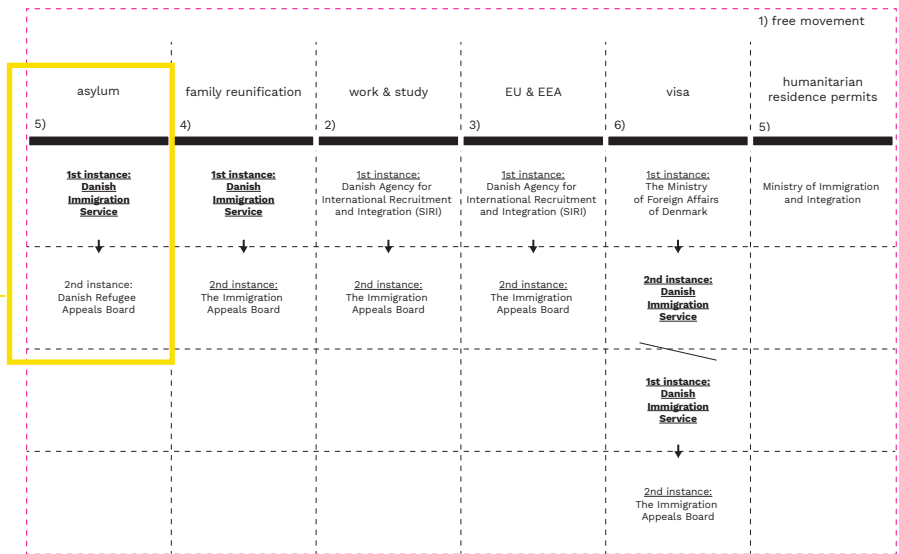 1) free movement
asylum
5)
1st instance:
Danish
Immigration
Service
2nd instance:
Danish Refugee
Appeals Board
family reunification
4)
1st instance:
Danish
Immigration
Service
2nd instance:
The Immigration
Appeals Board
work & study
2)
1st instance:
Danish Agency for
International Recruitment
and Integration (SIRI)
2nd instance:
The Immigration
Appeals Board
EU & EEA
3)
1st instance:
Danish Agency for
International Recruitment
and Integration (SIRI)
2nd instance:
The Immigration
Appeals Board
visa
6)
1st instance:
The Ministry
of Foreign Affairs
of Denmark
2nd instance:
Danish
Immigration
Service
1st instance:
Danish
Immigration
Service
2nd instance:
The Immigration
Appeals Board
humanitarian
residence permits
5)
Ministry of Immigration
and Integration